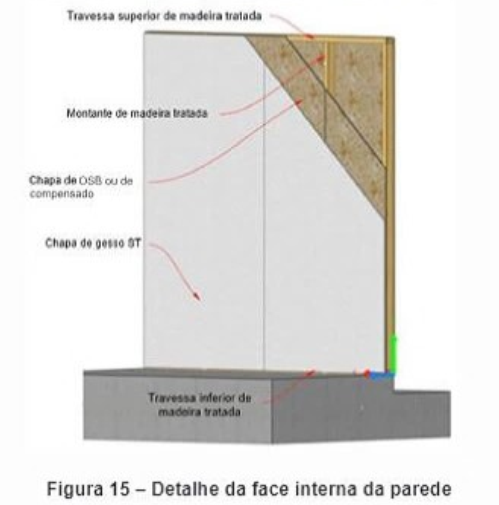 Travessa superior de madeira tratada
Montante de madeira tratada
Chapa de OSB ou de
compensado
Chapa de gesso ST
Travessa inferior de
madeira tratada
Figura 15 – Detalhe da face interna da parede